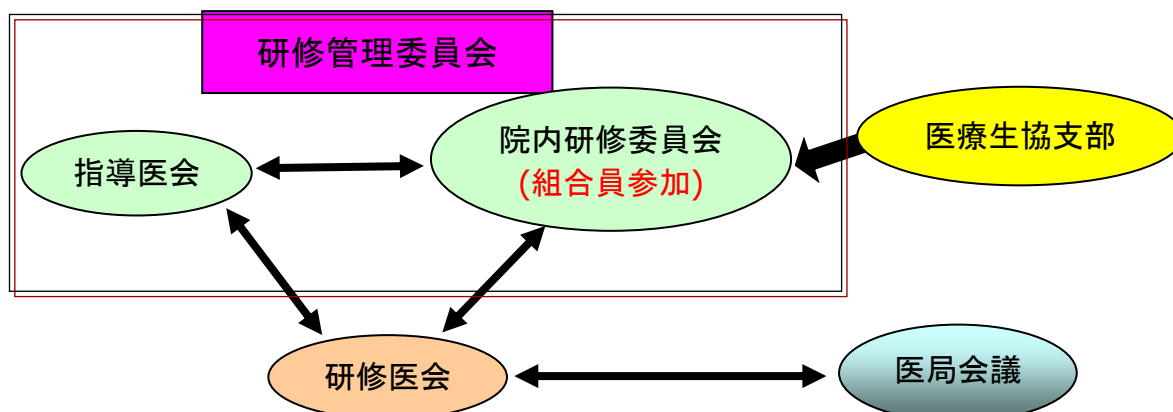 研修管理委員会
院内研修委員会
(組合員参加)
医療生協支部
指導医会
研修医会
医局会議